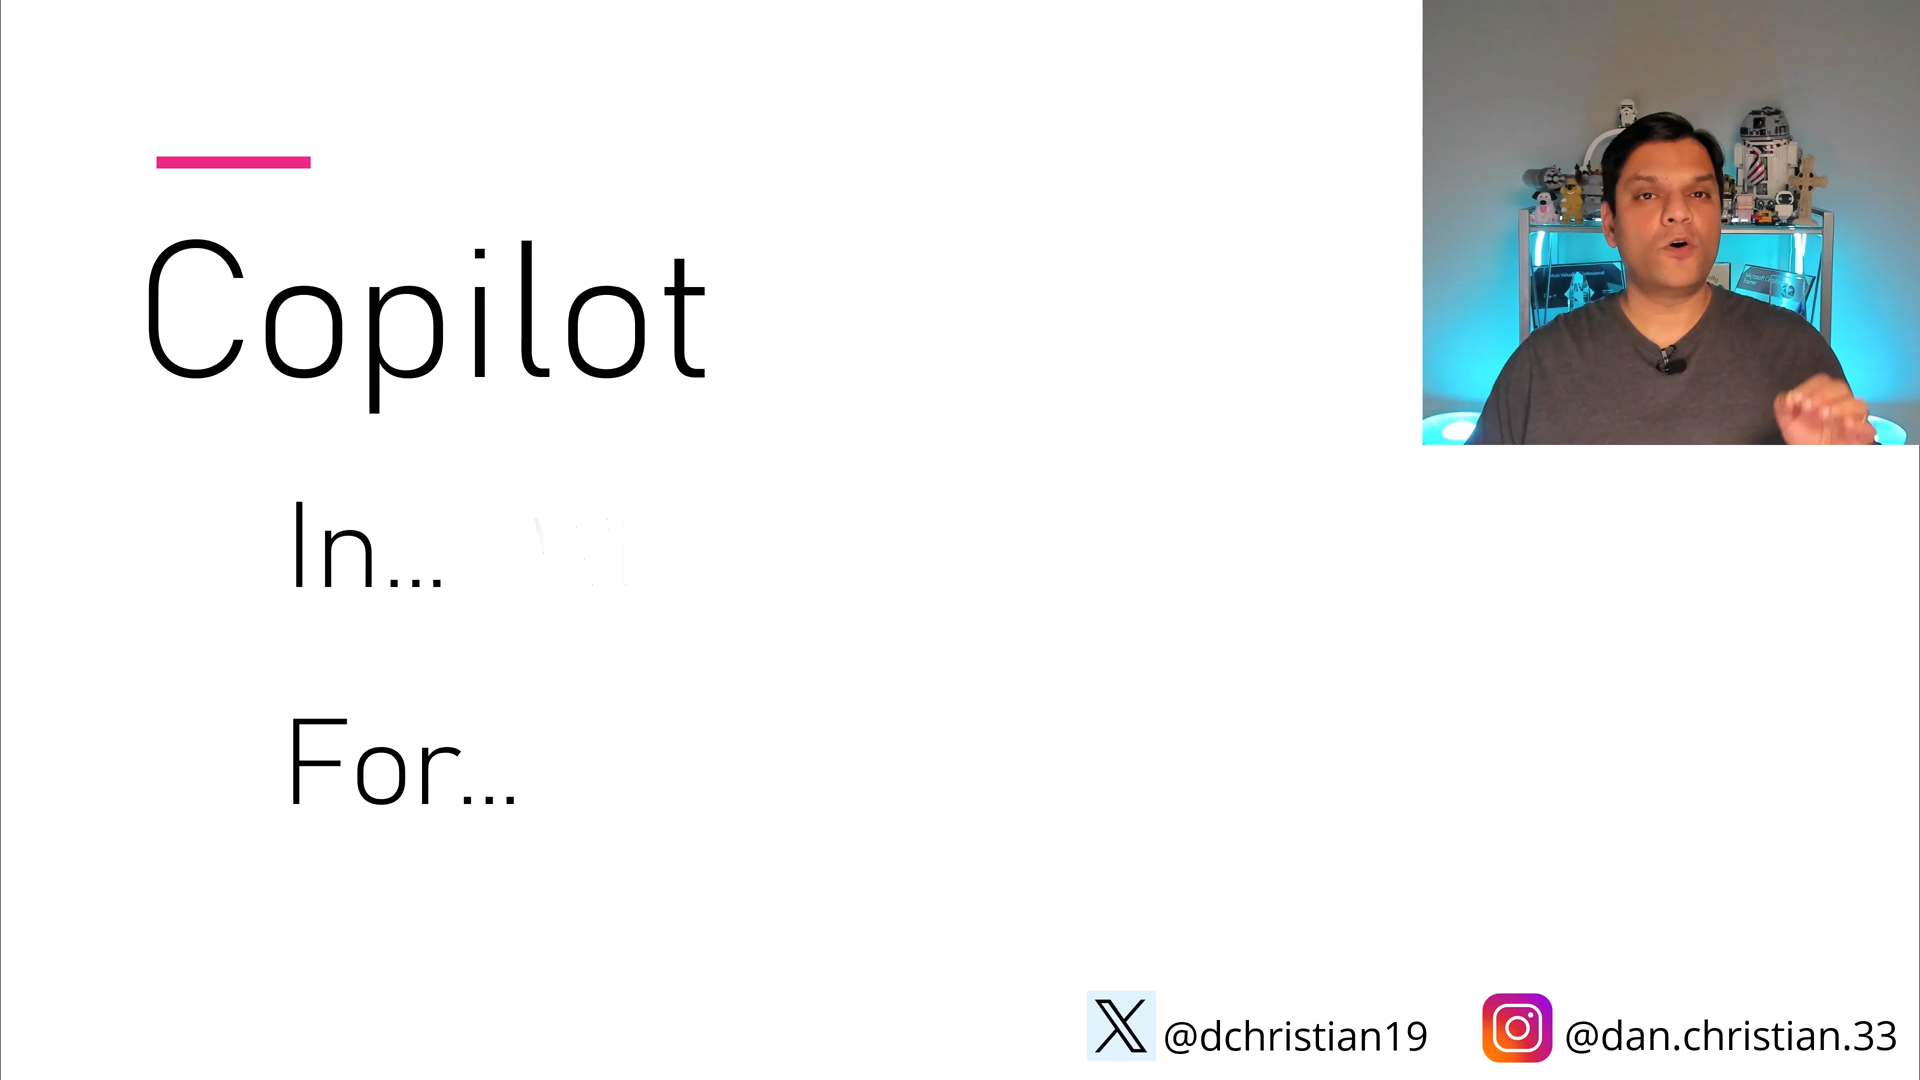 Copilot
In...
For...
@dchristian19
@dan.christian.33